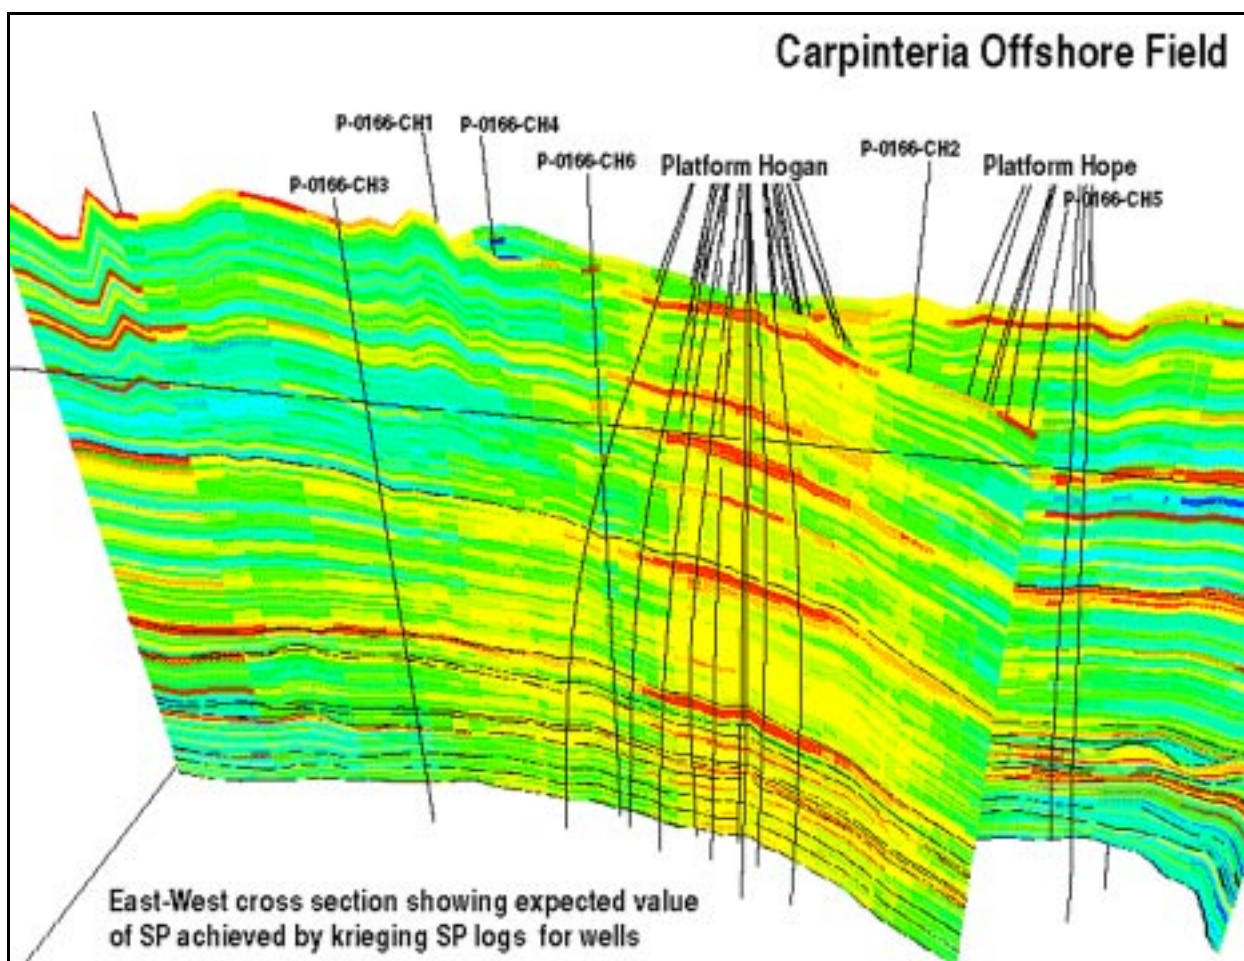 Carpinteria Offshore Field
P-0166-CH1
P-0166-CH4
P-0166-CH6
Platform Hogan
P-0166-CH2
Platform Hope
P-0166-CH3
P-0166-CH5
East-West cross section showing expected value
of SP achieved by krieging SP logs for wells